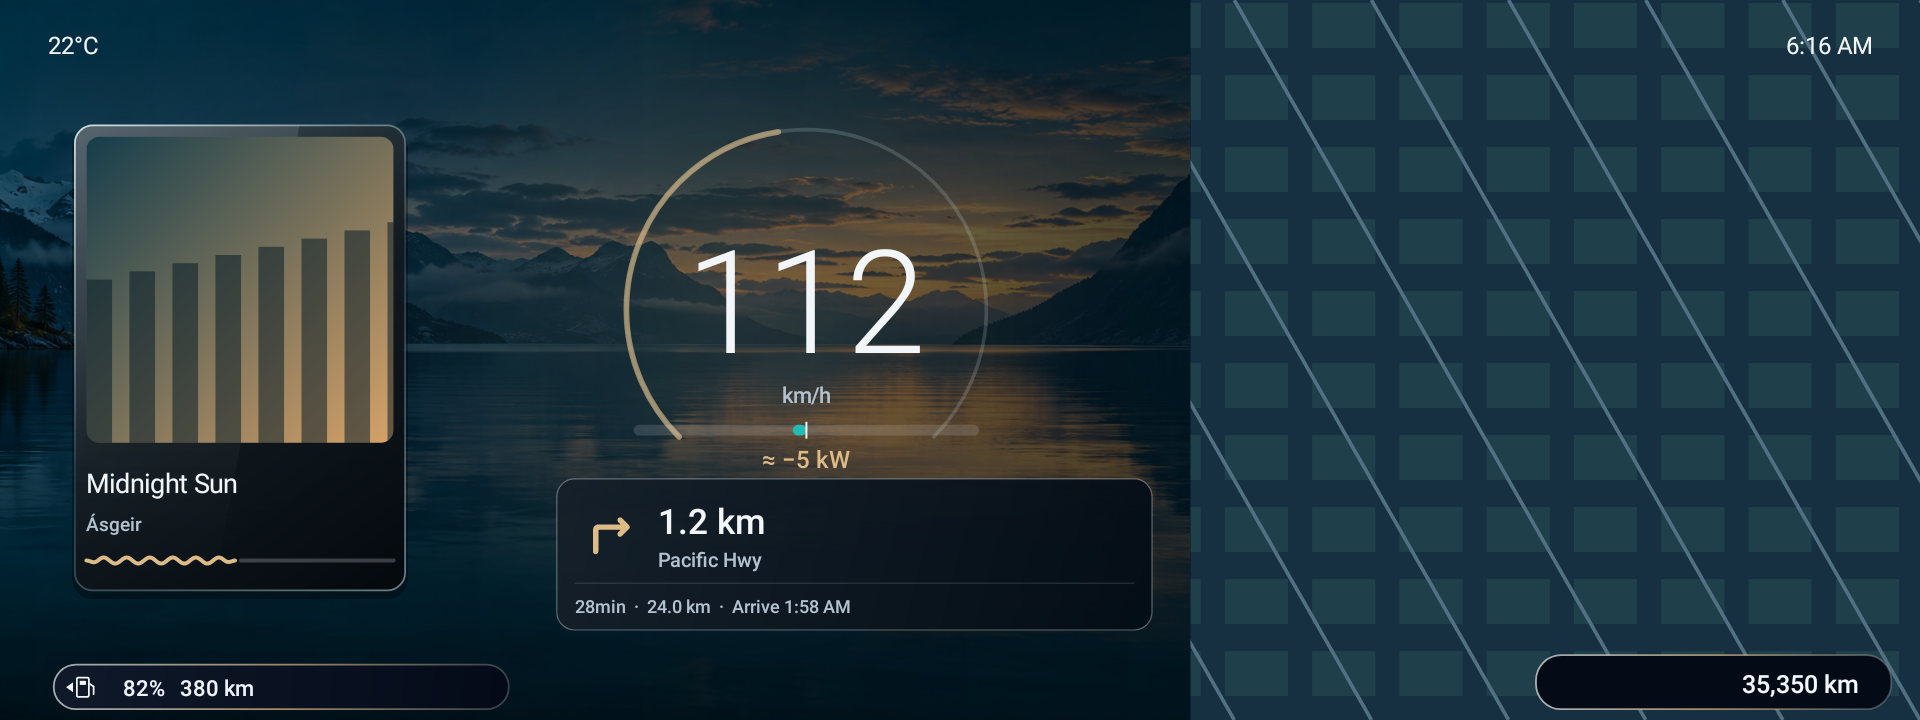 22°C
6:16 AM
112
km/h
≈ −5 kW
Midnight Sun
Ásgeir
1.2 km
Pacific Hwy
28min · 24.0 km · Arrive 1:58 AM
82% 380 km
35,350 km